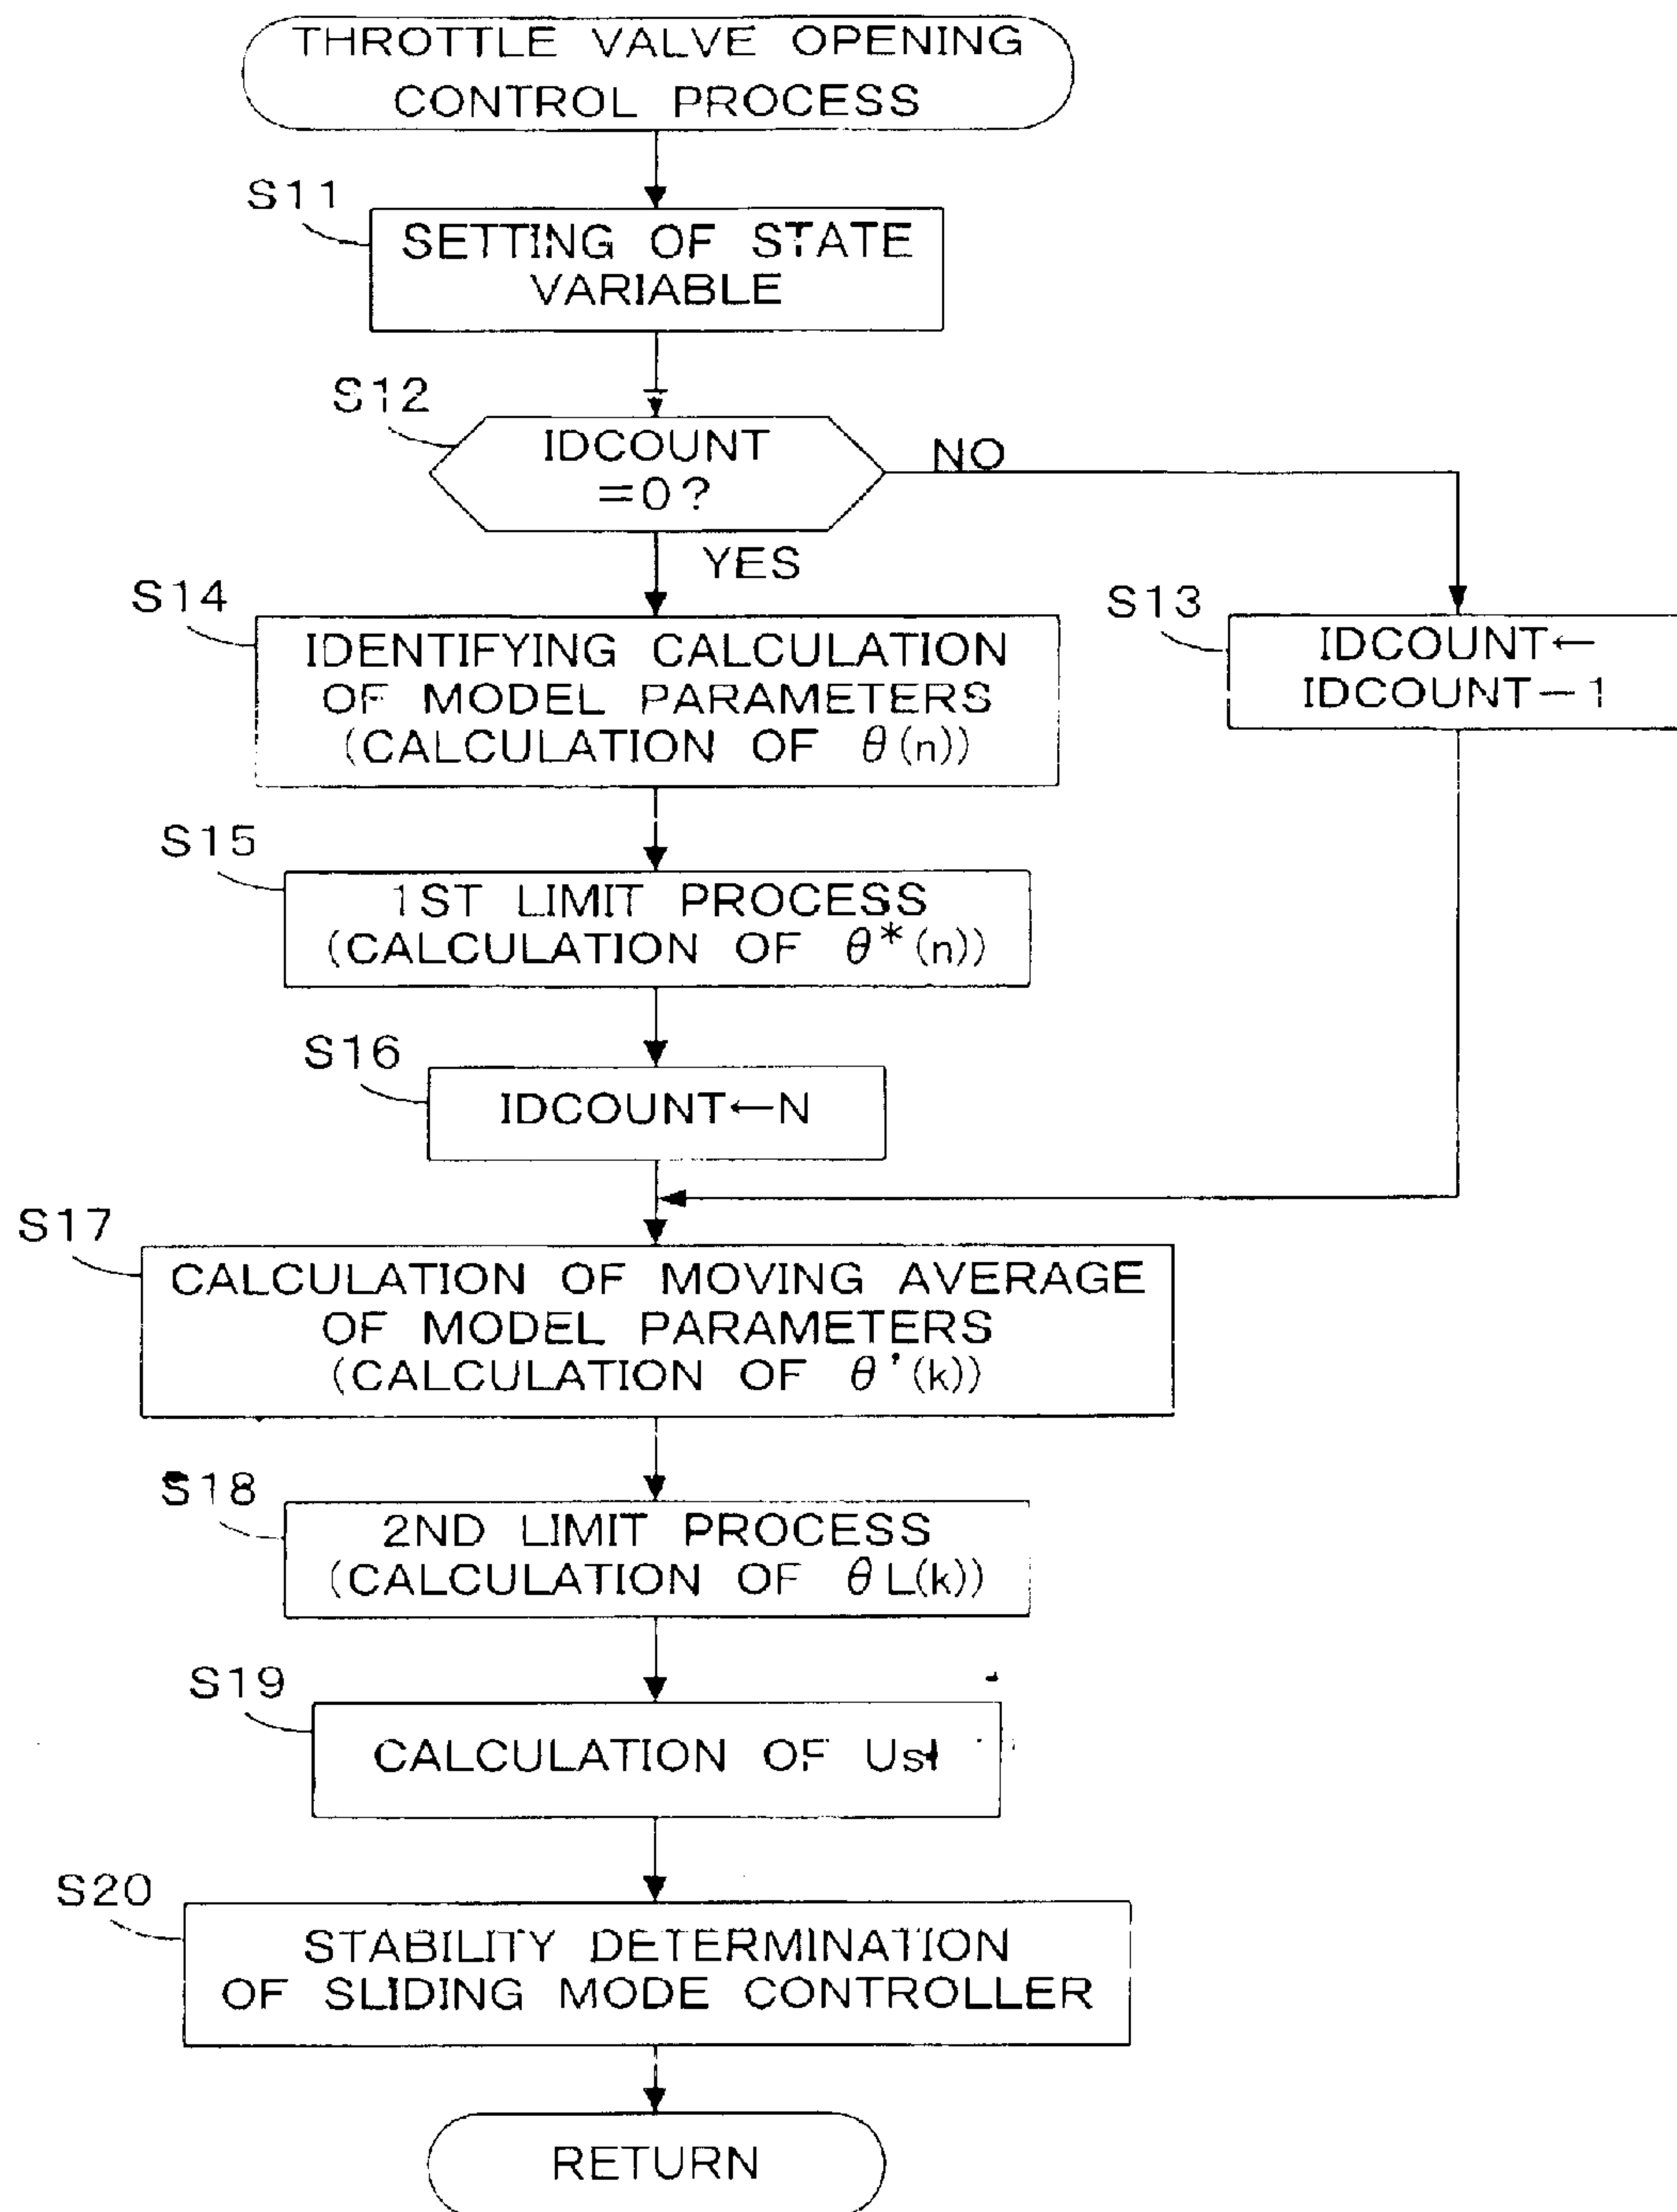 THROTTLE VALVE OPENING
CONTROL PROCESS
S11
SETTING OF STATE
VARIABLE
S12
IDCOUNT
=0?
NO
YES
S14
IDENTIFYING CALCULATION
OF MODEL PARAMETERS
(CALCULATION OF θ(n))
S13
IDCOUNT←
IDCOUNT−1
S15
1ST LIMIT PROCESS
(CALCULATION OF θ*(n))
S16
IDCOUNT←N
S17
CALCULATION OF MOVING AVERAGE
OF MODEL PARAMETERS
(CALCULATION OF θ'(k))
S18
2ND LIMIT PROCESS
(CALCULATION OF θL(k))
S19
CALCULATION OF Usl
S20
STABILITY DETERMINATION
OF SLIDING MODE CONTROLLER
RETURN